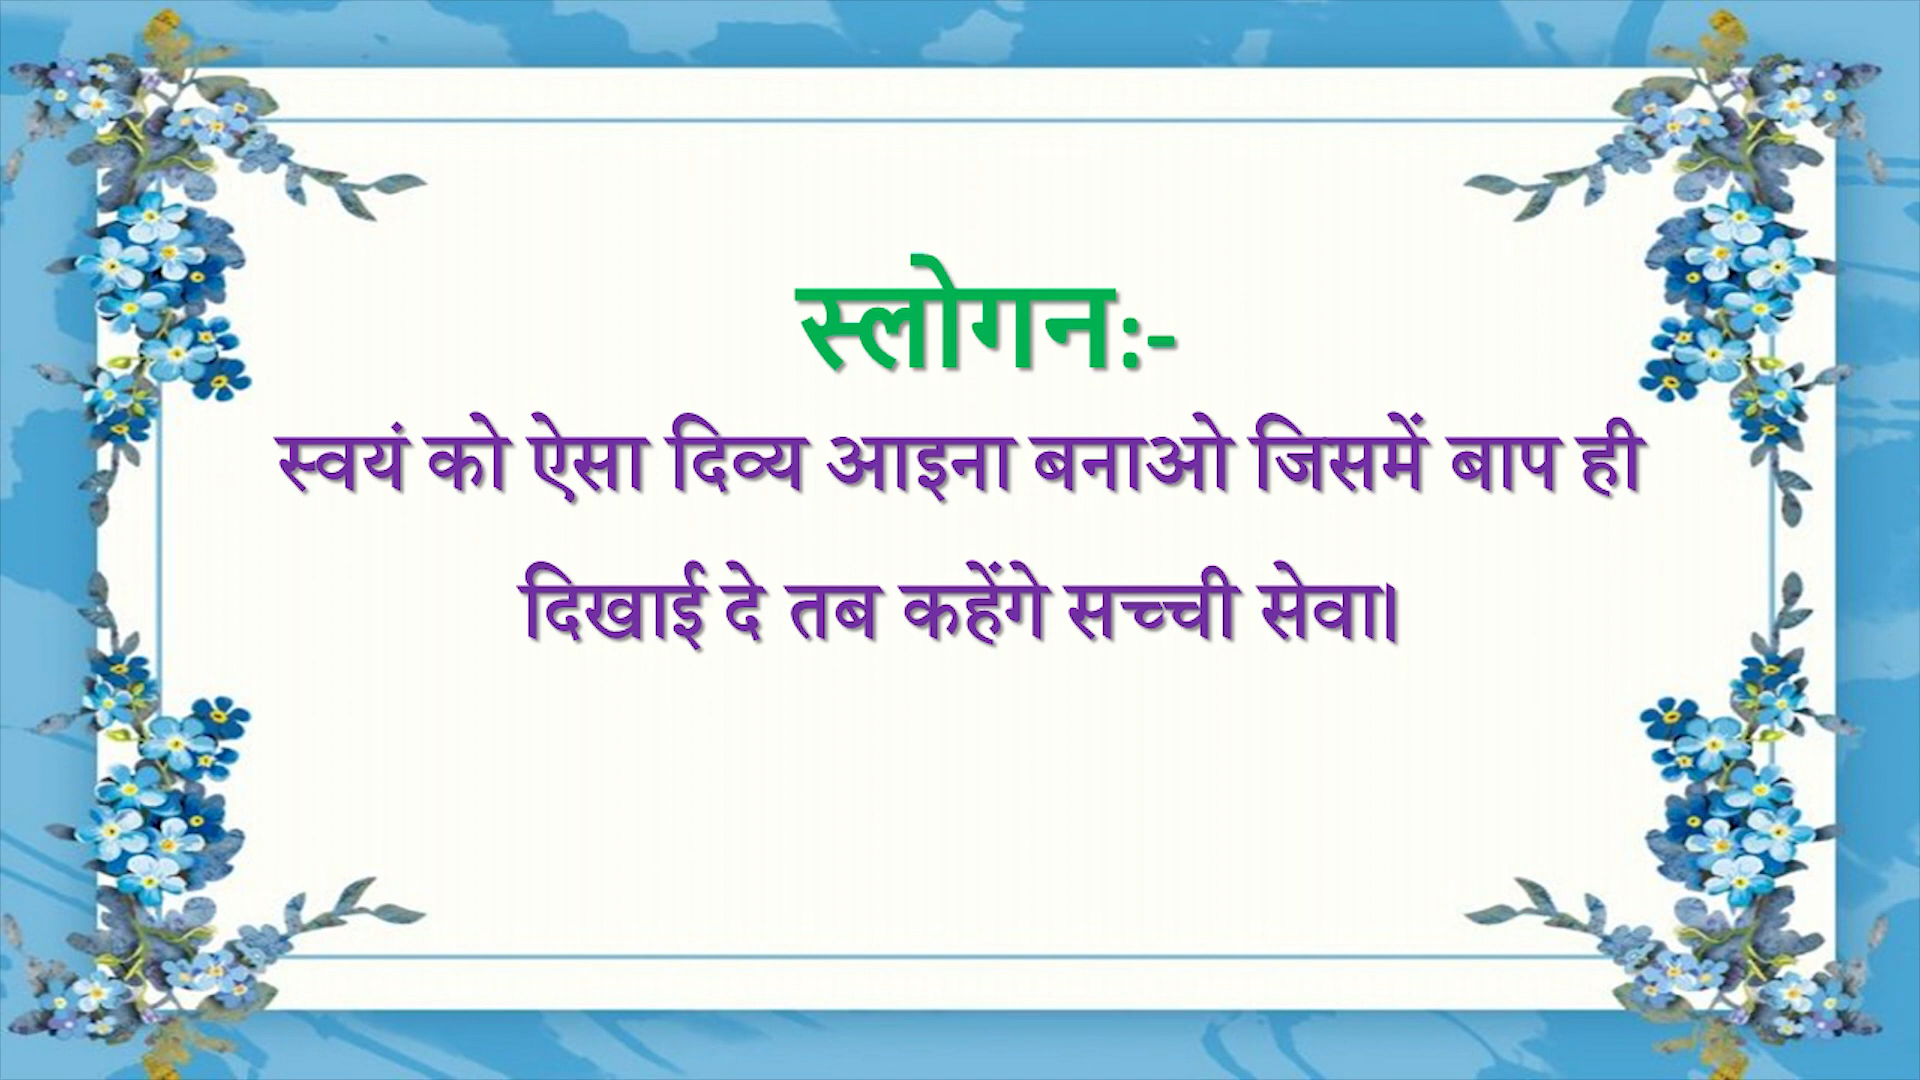 स्लोगन:-
स्वयं को ऐसा दिव्य आइना बनाओ जिसमें बाप ही
दिखाई दे तब कहेंगे सच्ची सेवा।